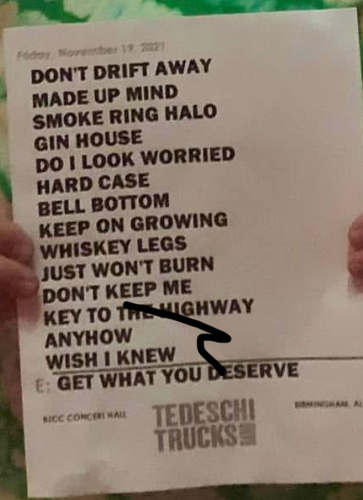 Friday, November 19, 2021
DON'T DRIFT AWAY
MADE UP MIND
SMOKE RING HALO
GIN HOUSE
DO I LOOK WORRIED
HARD CASE
BELL BOTTOM
KEEP ON GROWING
WHISKEY LEGS
JUST WON'T BURN
DON'T KEEP ME
KEY TO THE HIGHWAY
ANYHOW
WISH I KNEW
E: GET WHAT YOU DESERVE
BJCC CONCERT HALL
TEDESCHI
TRUCKS
BIRMINGHAM, AL